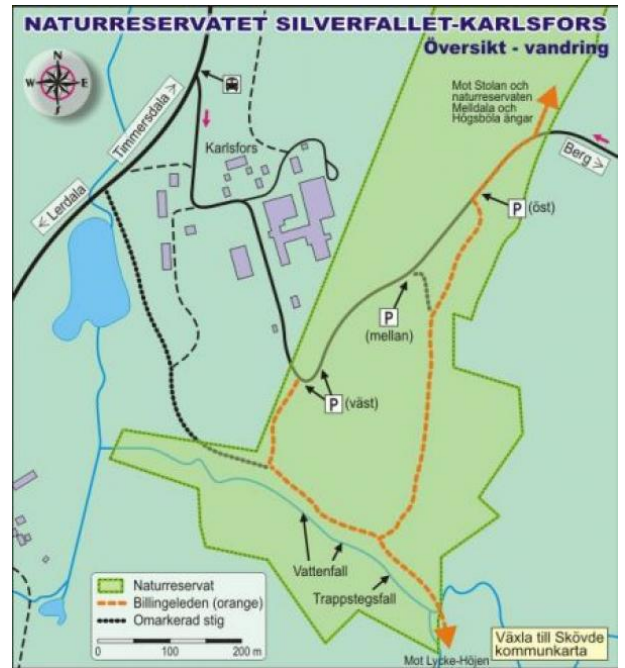 NATURRESERVATET SILVERFALLET-KARLSFORS
Översikt - vandring
N
W E
S
Timmersdala >
< Lerdala
Karlsfors
Mot Stolan och
naturreservaten
Melldala och
Högsböla ängar
Berg >
P (öst)
P
(mellan)
P (väst)
Vattenfall
Trappstegsfall
Naturreservat
Billingeleden (orange)
Omarkerad stig
0 100 200 m
Växla till Skövde
kommunkarta
Mot Lycke-Höjen